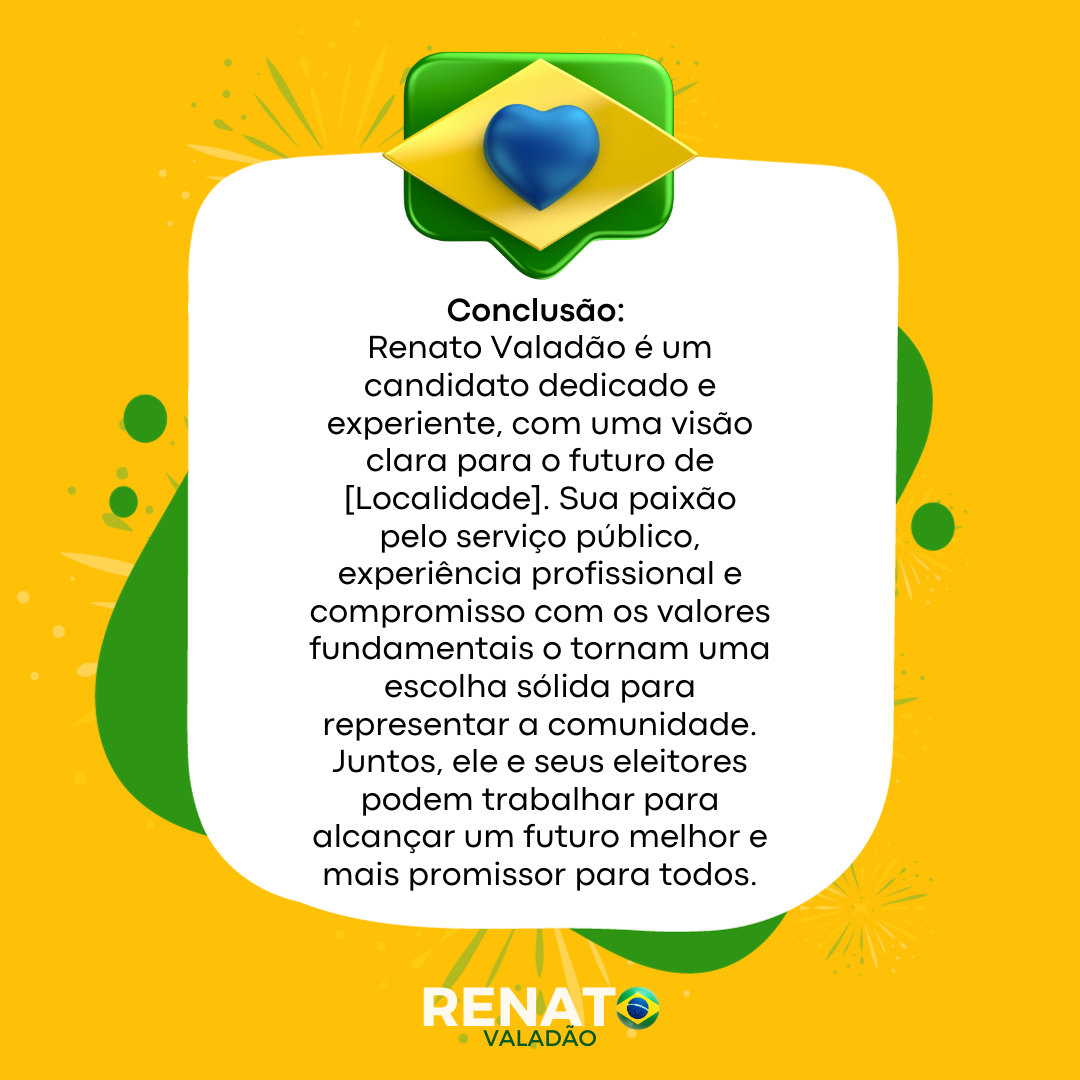 Conclusão:
Renato Valadão é um
candidato dedicado e
experiente, com uma visão
clara para o futuro de
[Localidade]. Sua paixão
pelo serviço público,
experiência profissional e
compromisso com os valores
fundamentais o tornam uma
escolha sólida para
representar a comunidade.
Juntos, ele e seus eleitores
podem trabalhar para
alcançar um futuro melhor e
mais promissor para todos.
RENATO
VALADÃO